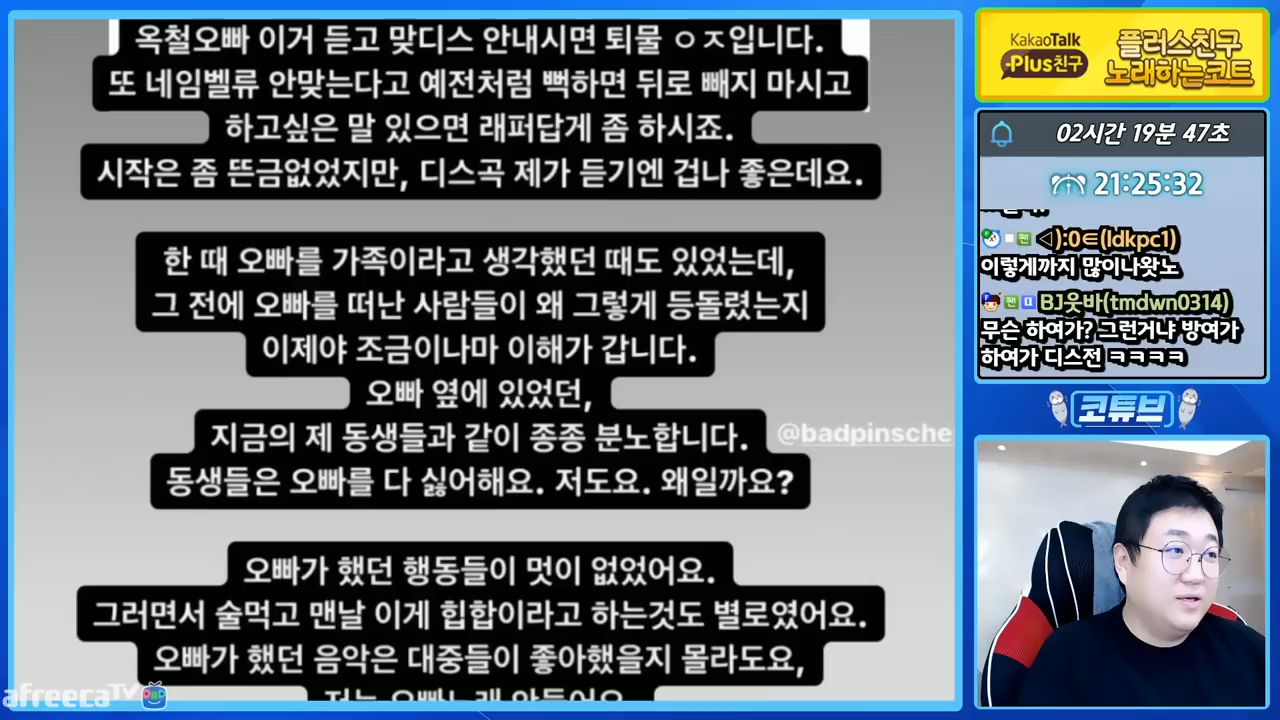 옥철오빠 이거 듣고 맞디스 안내시면 퇴물 ㅇㅈ입니다.
또 네임벨류 안맞는다고 예전처럼 뻑하면 뒤로 빼지 마시고
하고싶은 말 있으면 래퍼답게 좀 하시죠.
시작은 좀 뜬금없었지만, 디스곡 제가 듣기엔 겁나 좋은데요.
한 때 오빠를 가족이라고 생각했던 때도 있었는데,
그 전에 오빠를 떠난 사람들이 왜 그렇게 등돌렸는지
이제야 조금이나마 이해가 갑니다.
오빠 옆에 있었던,
지금의 제 동생들과 같이 종종 분노합니다.
@badpinsche
동생들은 오빠를 다 싫어해요. 저도요. 왜일까요?
오빠가 했던 행동들이 멋이 없었어요.
그러면서 술먹고 맨날 이게 힙합이라고 하는것도 별로였어요.
오빠가 했던 음악은 대중들이 좋아했을지 몰라도요,
저는 오빠노래 안들어요
afreecaTV
KakaoTalk
Plus친구
플러스친구
노래하는코트
02시간 19분 47초
21:25:32
팬 ◁):0∈(ldkpc1)
이렇게까지 많이나왓노
팬 BJ웃바(tmdwn0314)
무슨 하여가? 그런거냐 방여가
하여가 디스전 ㅋㅋㅋㅋ
코튜브